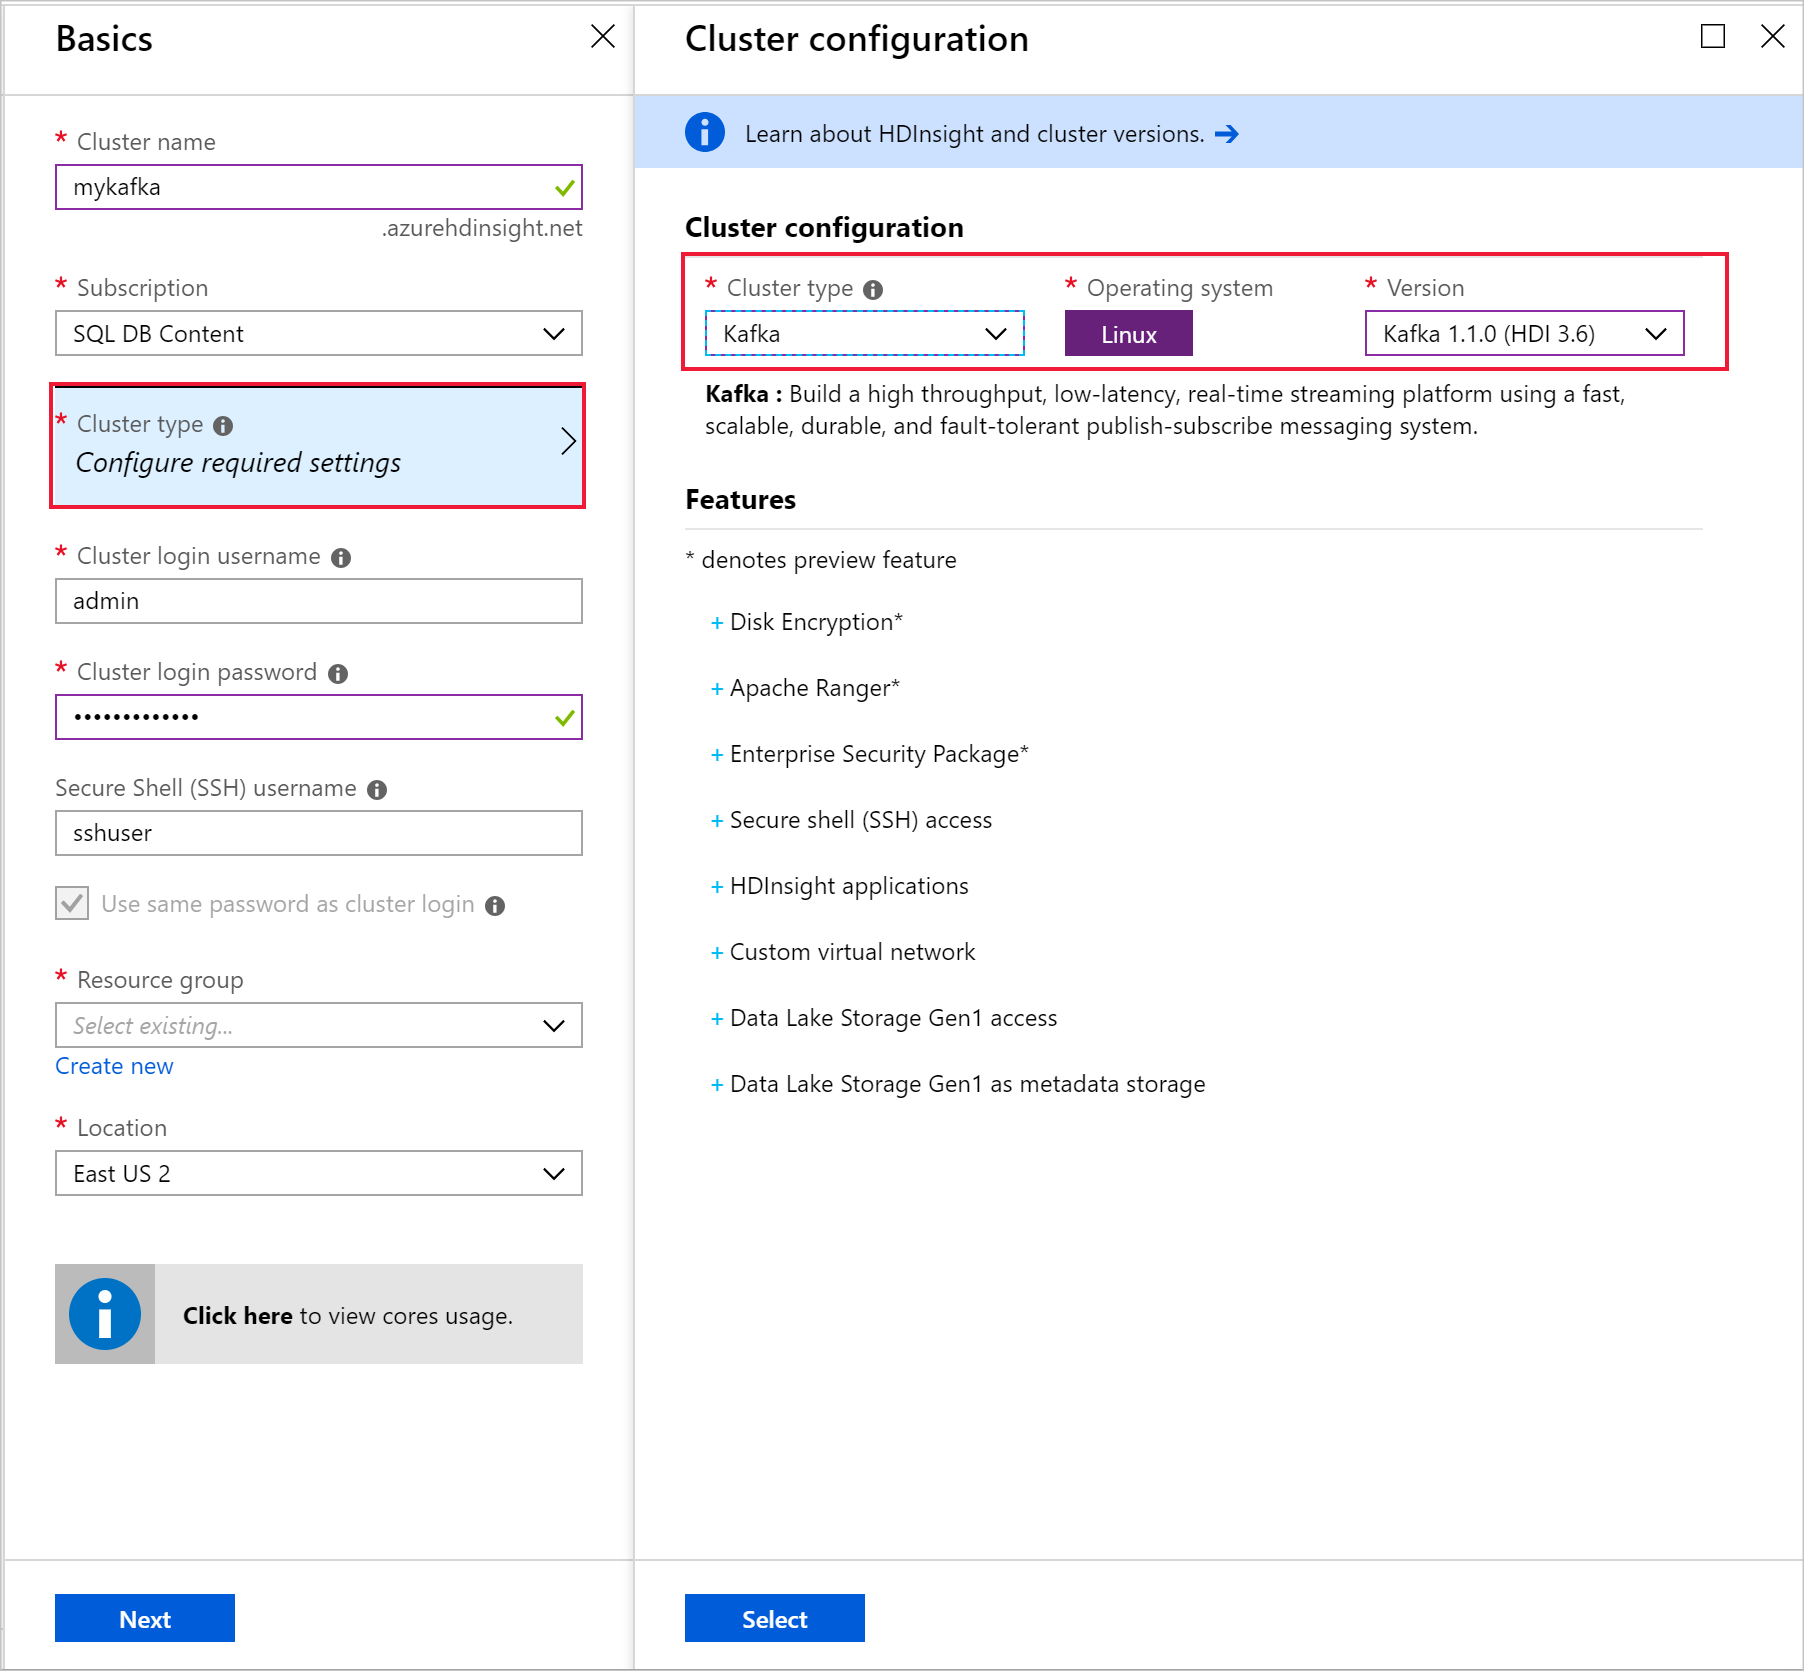 Basics
* Cluster name
mykafka
.azurehdinsight.net
* Subscription
SQL DB Content
* Cluster type
Configure required settings
* Cluster login username
admin
* Cluster login password
•••••••••••••
Secure Shell (SSH) username
sshuser
Use same password as cluster login
* Resource group
Select existing...
Create new
* Location
East US 2
Click here to view cores usage.
Next
Cluster configuration
Learn about HDInsight and cluster versions.
Cluster configuration
* Cluster type
Kafka
* Operating system
Linux
* Version
Kafka 1.1.0 (HDI 3.6)
Kafka : Build a high throughput, low-latency, real-time streaming platform using a fast,
scalable, durable, and fault-tolerant publish-subscribe messaging system.
Features
* denotes preview feature
+ Disk Encryption*
+ Apache Ranger*
+ Enterprise Security Package*
+ Secure shell (SSH) access
+ HDInsight applications
+ Custom virtual network
+ Data Lake Storage Gen1 access
+ Data Lake Storage Gen1 as metadata storage
Select